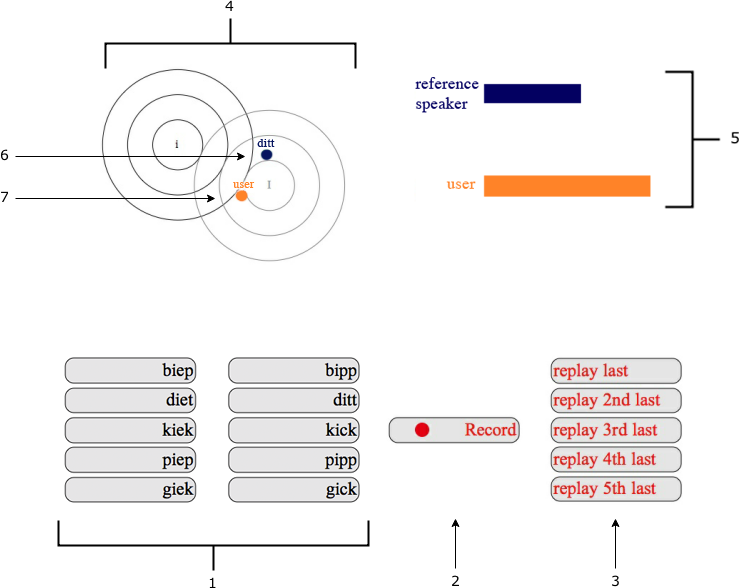 4
reference
speaker
5
i
ditt
6
user
I
7
user
biep
bipp
replay last
diet
ditt
replay 2nd last
kiek
kick
Record
replay 3rd last
piep
pipp
replay 4th last
giek
gick
replay 5th last
1
2
3